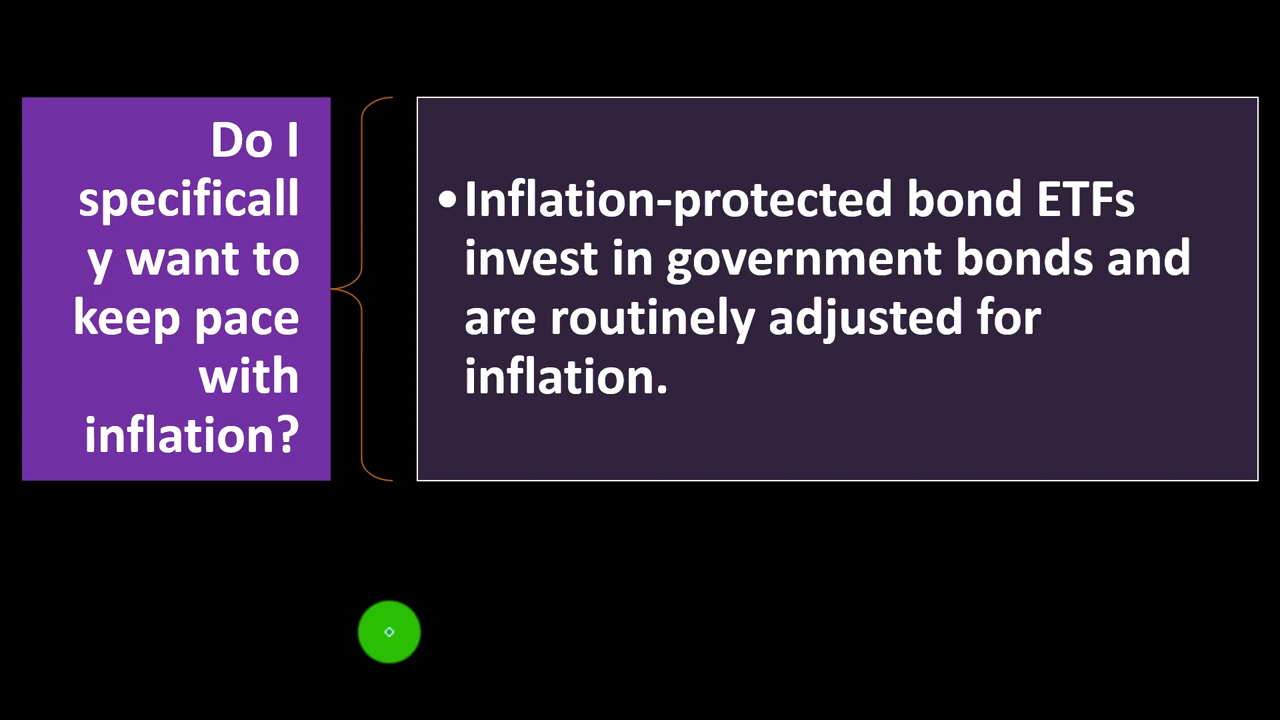 Do I
specificall
y want to
keep pace
with
inflation?
•Inflation-protected bond ETFs
invest in government bonds and
are routinely adjusted for
inflation.